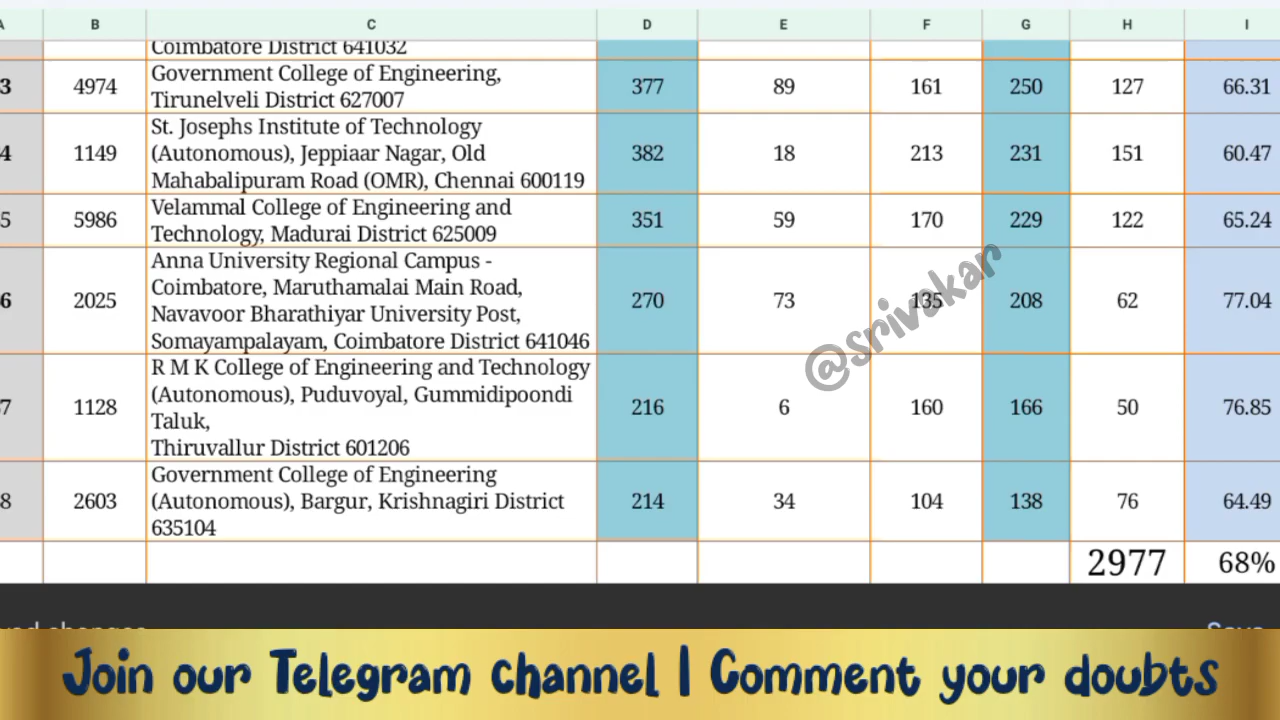 A B C D E F G H I
Coimbatore District 641032
3 4974 Government College of Engineering, 377 89 161 250 127 66.31
Tirunelveli District 627007
4 1149 St. Josephs Institute of Technology 382 18 213 231 151 60.47
(Autonomous), Jeppiaar Nagar, Old
Mahabalipuram Road (OMR), Chennai 600119
5 5986 Velammal College of Engineering and 351 59 170 229 122 65.24
Technology, Madurai District 625009
6 2025 Anna University Regional Campus - 270 73 135 208 62 77.04
Coimbatore, Maruthamalai Main Road,
Navavoor Bharathiyar University Post,
Somayampalayam, Coimbatore District 641046
7 1128 R M K College of Engineering and Technology 216 6 160 166 50 76.85
(Autonomous), Puduvoyal, Gummidipoondi
Taluk,
Thiruvallur District 601206
8 2603 Government College of Engineering 214 34 104 138 76 64.49
(Autonomous), Bargur, Krishnagiri District
635104
2977 68%
@srivakar
Join our Telegram channel | Comment your doubts